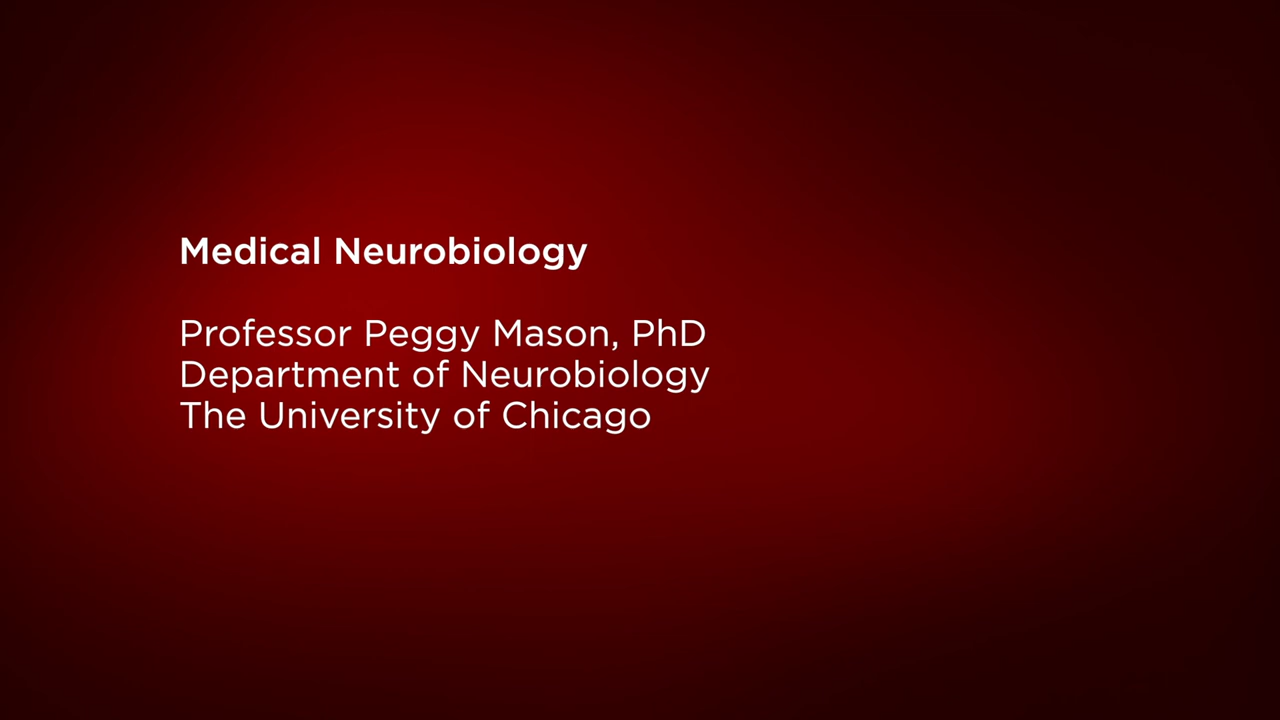 Medical Neurobiology
Professor Peggy Mason, PhD
Department of Neurobiology
The University of Chicago